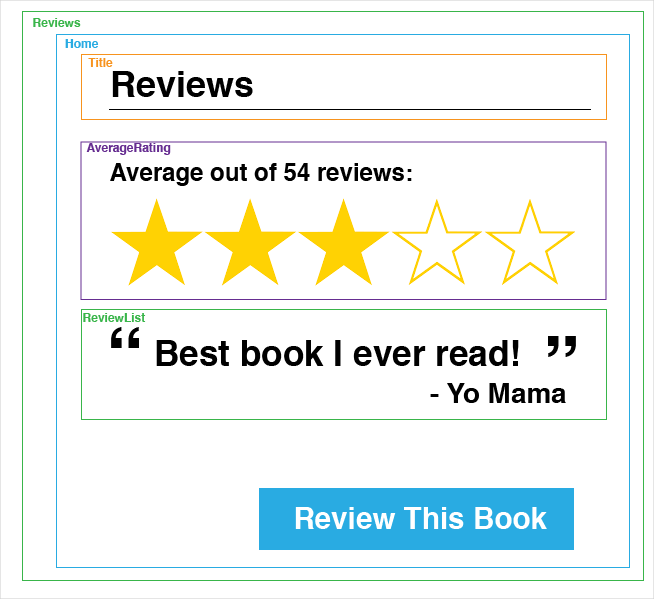 Reviews
Home
Title
Reviews
AverageRating
Average out of 54 reviews:
ReviewList
“ Best book I ever read! ”
- Yo Mama
Review This Book